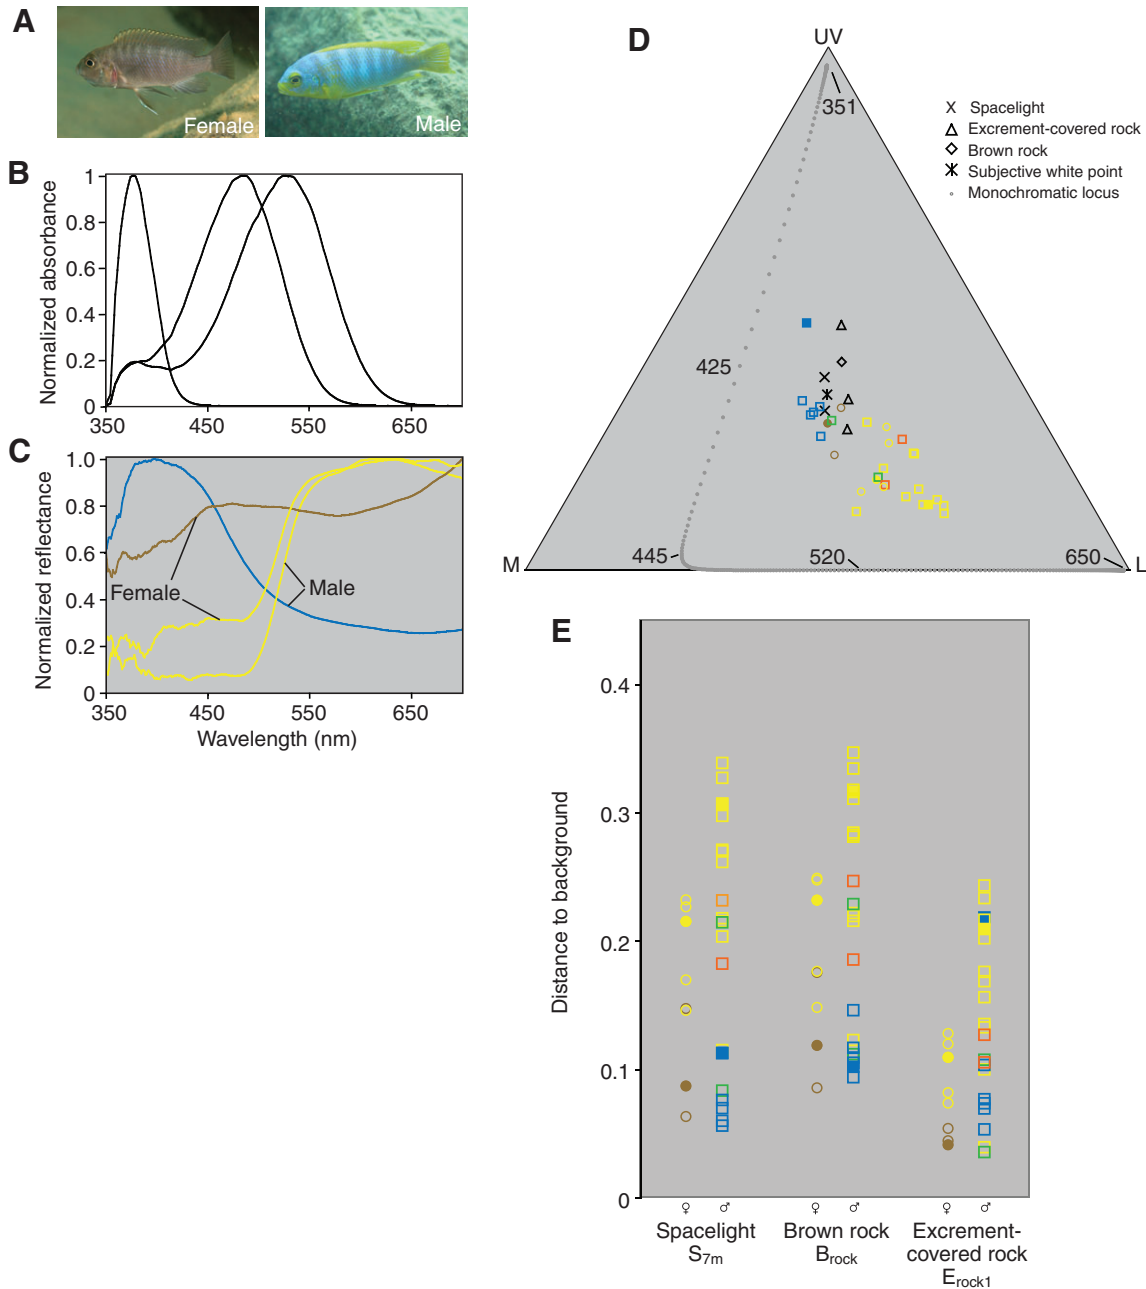 A
Female
Male
B
Normalized absorbance
1
0.8
0.6
0.4
0.2
0
350
450
550
650
C
Normalized reflectance
1.0
0.8
0.6
0.4
0.2
0
Female
Male
350
450
550
650
Wavelength (nm)
D
UV
351
425
445
520
650
M
L
Spacelight
Excrement-covered rock
Brown rock
Subjective white point
Monochromatic locus
E
Distance to background
0.4
0.3
0.2
0.1
0
♀ ♂ ♀ ♂ ♀ ♂
Spacelight
S7m
Brown rock
Brock
Excrement-
covered rock
Erock1